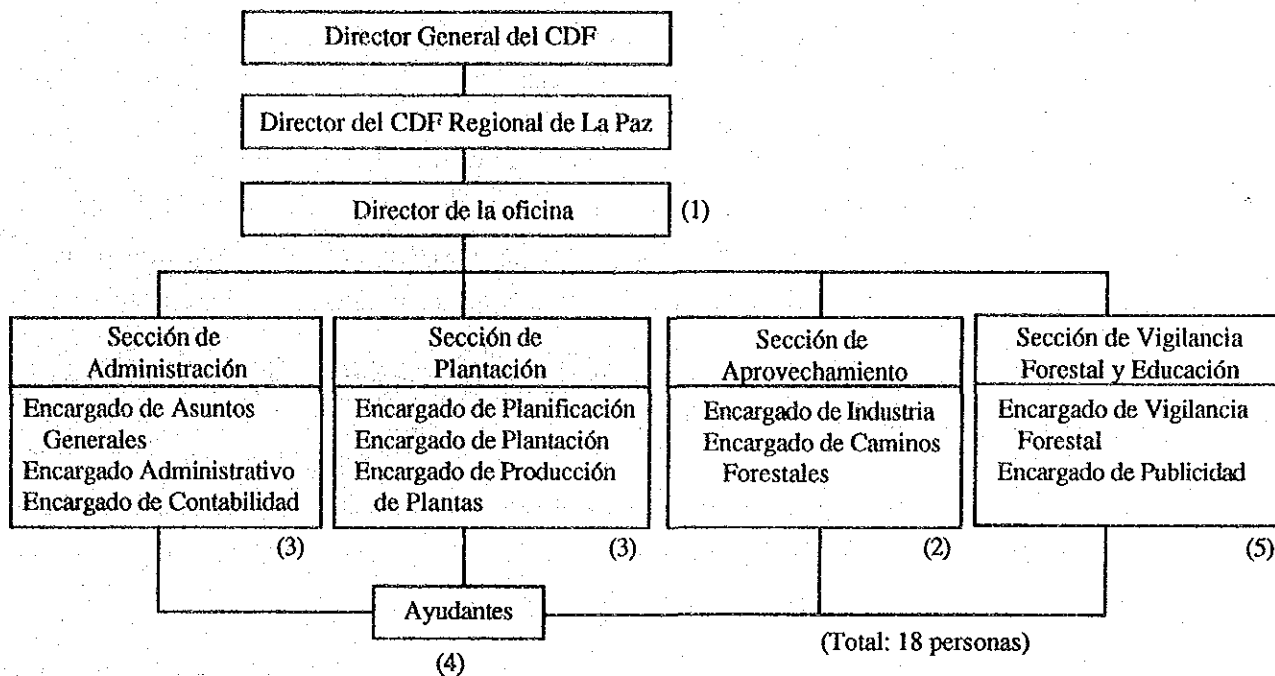 Director General del CDF
Director del CDF Regional de La Paz
Director de la oficina
(1)
Sección de
Administración
Encargado de Asuntos
Generales
Encargado Administrativo
Encargado de Contabilidad
(3)
Sección de
Plantación
Encargado de Planificación
Encargado de Plantación
Encargado de Producción
de Plantas
(3)
Sección de
Aprovechamiento
Encargado de Industria
Encargado de Caminos
Forestales
(2)
Sección de Vigilancia
Forestal y Educación
Encargado de Vigilancia
Forestal
Encargado de Publicidad
(5)
Ayudantes
(4)
(Total: 18 personas)